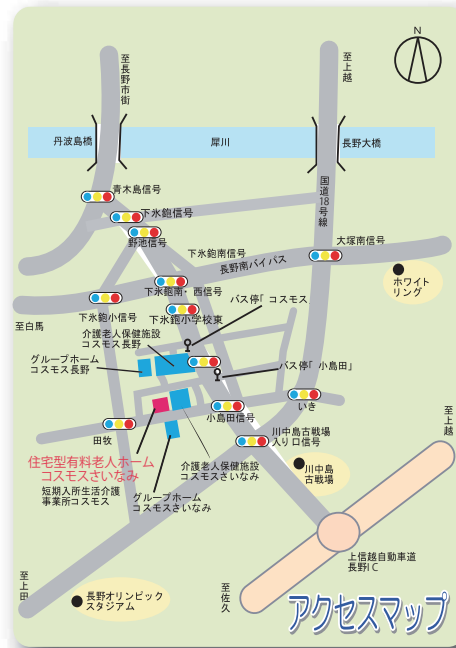 N
至長野市街
至上越
丹波島橋
犀川
長野大橋
国道18号線
青木島信号
下氷鉋信号
野池信号
下氷鉋南信号
大塚南信号
長野南バイパス
ホワイト
リング
下氷鉋南・西信号
バス停「コスモス」
至白馬
下氷鉋小信号
下氷鉋小学校東
介護老人保健施設
コスモス長野
グループホーム
コスモス長野
バス停「小島田」
いき
小島田信号
田牧
川中島古戦場
入り口信号
至上越
住宅型有料老人ホーム
コスモスさいなみ
介護老人保健施設
コスモスさいなみ
川中島
古戦場
短期入所生活介護
事業所コスモス
グループホーム
コスモスさいなみ
上信越自動車道
長野IC
至上田
至佐久
長野オリンピック
スタジアム
アクセスマップ